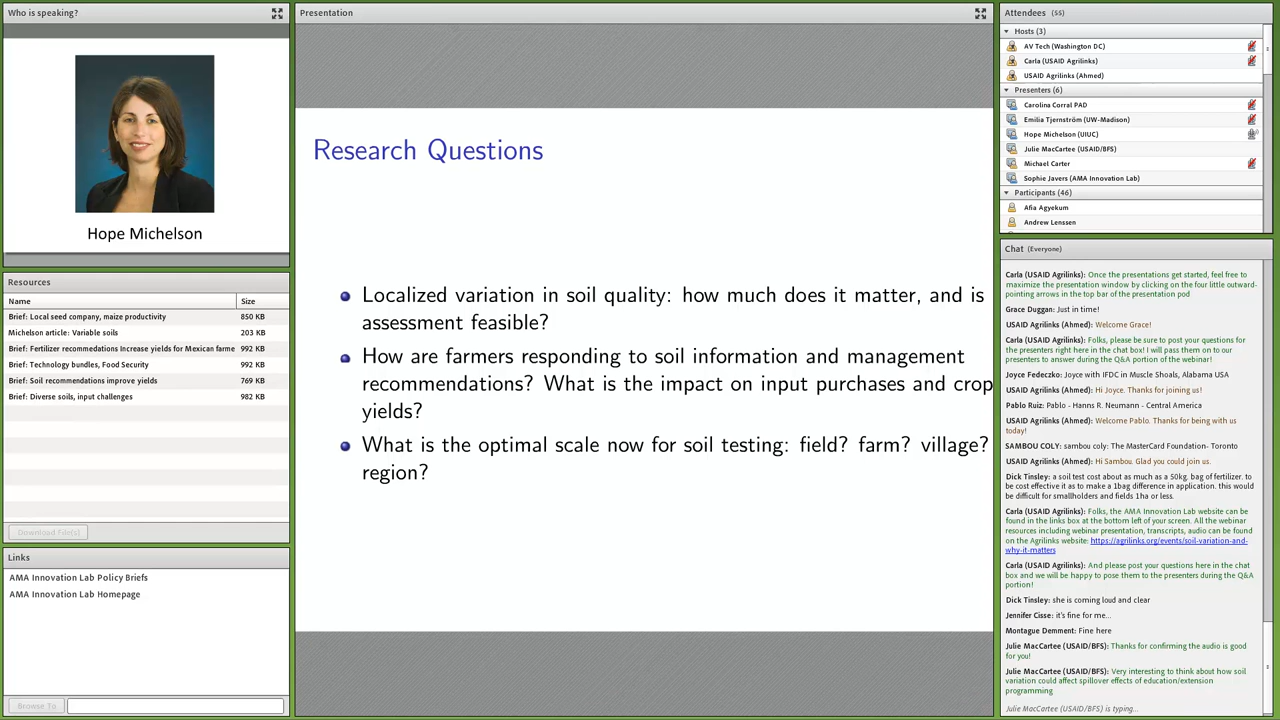 Who is speaking?
Hope Michelson
Resources
Name Size
Brief: Local seed company, maize productivity 850 KB
Michelson article: Variable soils 203 KB
Brief: Fertilizer recommendations Increase yields for Mexican farme 992 KB
Brief: Technology bundles, Food Security 992 KB
Brief: Soil recommendations improve yields 769 KB
Brief: Diverse soils, input challenges 982 KB
Download File(s)
Links
AMA Innovation Lab Policy Briefs
AMA Innovation Lab Homepage
Browse To
Presentation
Research Questions
Localized variation in soil quality: how much does it matter, and is
assessment feasible?
How are farmers responding to soil information and management
recommendations? What is the impact on input purchases and crop
yields?
What is the optimal scale now for soil testing: field? farm? village?
region?
Attendees (55)
Hosts (3)
AV Tech (Washington DC)
Carla (USAID Agrilinks)
USAID Agrilinks (Ahmed)
Presenters (6)
Carolina Corral PAD
Emilia Tjernström (UW-Madison)
Hope Michelson (UIUC)
Julie MacCartee (USAID/BFS)
Michael Carter
Sophie Javers (AMA Innovation Lab)
Participants (46)
Afia Agyekum
Andrew Lenssen
Chat (Everyone)
Carla (USAID Agrilinks): Once the presentations get started, feel free to
maximize the presentation window by clicking on the four little outward-
pointing arrows in the top bar of the presentation pod
Grace Duggan: Just in time!
USAID Agrilinks (Ahmed): Welcome Grace!
Carla (USAID Agrilinks): Folks, please be sure to post your questions for
the presenters right here in the chat box! I will pass them on to our
presenters to answer during the Q&A portion of the webinar!
Joyce Fedeczko: Joyce with IFDC in Muscle Shoals, Alabama USA
USAID Agrilinks (Ahmed): Hi Joyce. Thanks for joining us!
Pablo Ruiz: Pablo - Hanns R. Neumann - Central America
USAID Agrilinks (Ahmed): Welcome Pablo. Thanks for being with us
today!
SAMBOU COLY: sambou coly: The MasterCard Foundation- Toronto
USAID Agrilinks (Ahmed): Hi Sambou. Glad you could join us.
Dick Tinsley: a soil test cost about as much as a 50kg. bag of fertilizer. to
be cost effective it as to make a 1bag difference in application. this would
be difficult for smallholders and fields 1ha or less.
Carla (USAID Agrilinks): Folks, the AMA Innovation Lab website can be
found in the links box at the bottom left of your screen. All the webinar
resources including webinar presentation, transcripts, audio can be found
on the Agrilinks website: https://agrilinks.org/events/soil-variation-and-
why-it-matters
Carla (USAID Agrilinks): And please post your questions here in the chat
box and we will be happy to pose them to the presenters during the Q&A
portion!
Dick Tinsley: she is coming loud and clear
Jennifer Cisse: it's fine for me...
Montague Demment: Fine here
Julie MacCartee (USAID/BFS): Thanks for confirming the audio is good
for you!
Julie MacCartee (USAID/BFS): Very interesting to think about how soil
variation could affect spillover effects of education/extension
programming
Julie MacCartee (USAID/BFS) is typing...